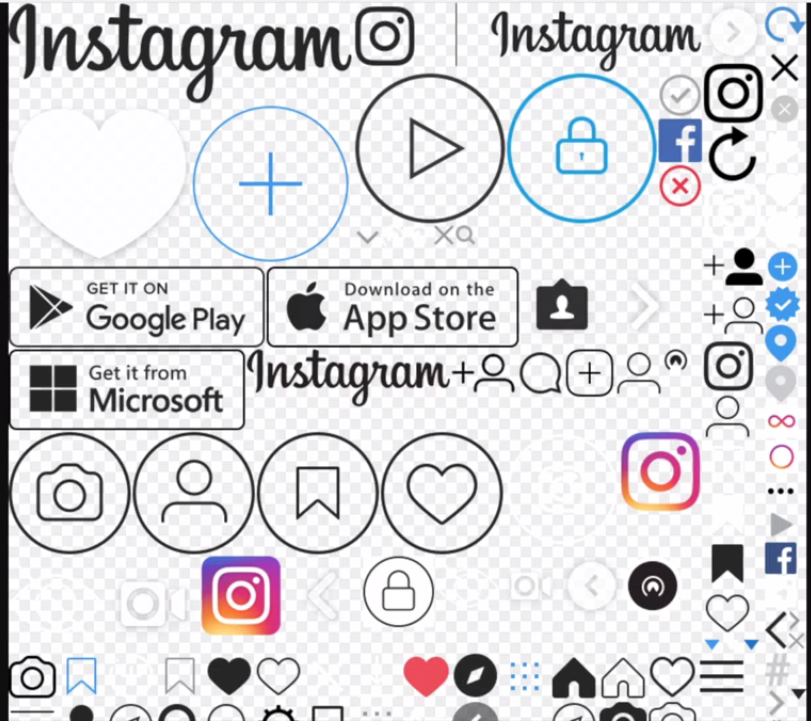 Instagram
Instagram
GET IT ON
Google Play
Download on the
App Store
Get it from
Microsoft
Instagram
f
f
#